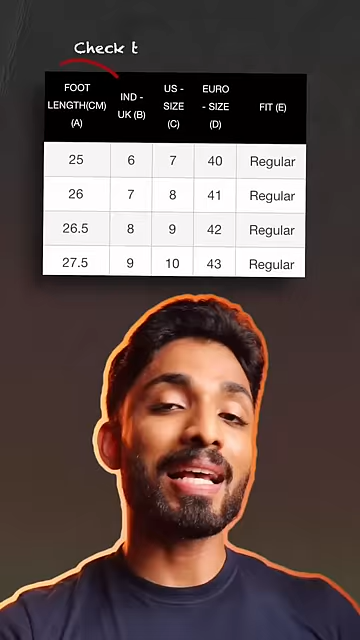 Check t
FOOT LENGTH(CM) (A) IND - UK (B) US - SIZE (C) EURO - SIZE (D) FIT (E)
25 6 7 40 Regular
26 7 8 41 Regular
26.5 8 9 42 Regular
27.5 9 10 43 Regular